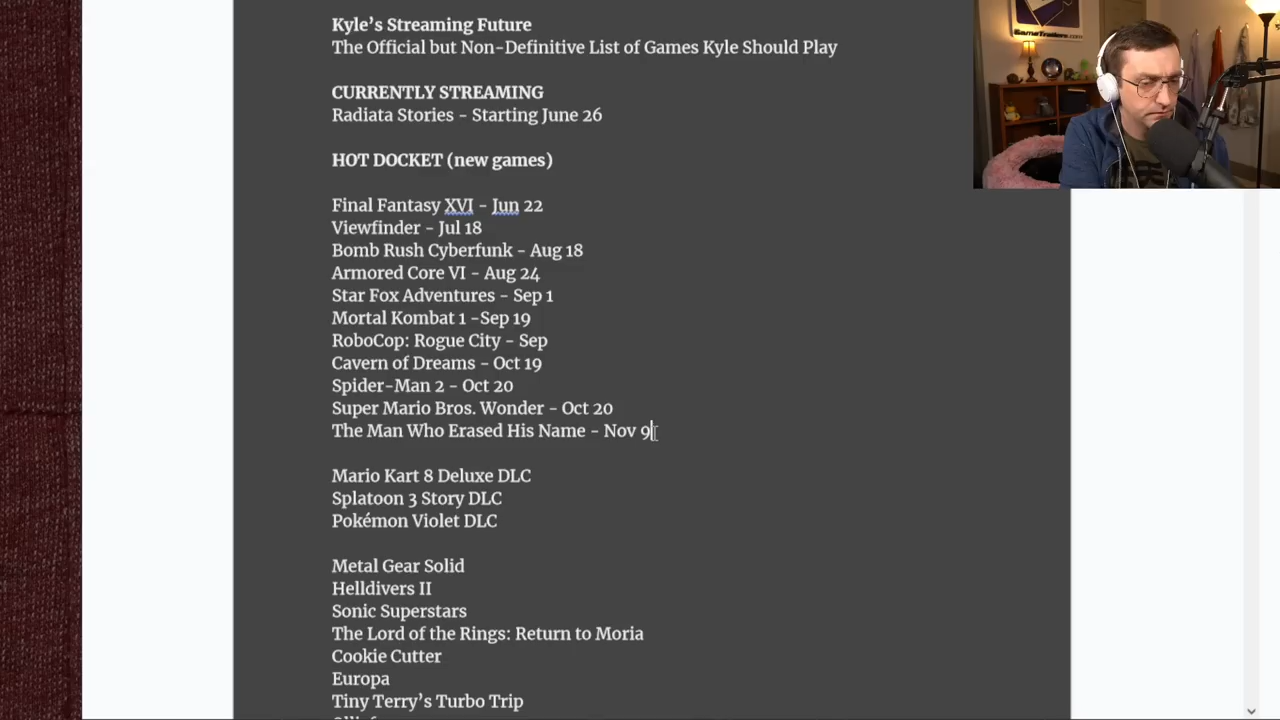 Kyle’s Streaming Future
The Official but Non-Definitive List of Games Kyle Should Play
CURRENTLY STREAMING
Radiata Stories - Starting June 26
HOT DOCKET (new games)
Final Fantasy XVI - Jun 22
Viewfinder - Jul 18
Bomb Rush Cyberfunk - Aug 18
Armored Core VI - Aug 24
Star Fox Adventures - Sep 1
Mortal Kombat 1 -Sep 19
RoboCop: Rogue City - Sep
Cavern of Dreams - Oct 19
Spider-Man 2 - Oct 20
Super Mario Bros. Wonder - Oct 20
The Man Who Erased His Name - Nov 9
Mario Kart 8 Deluxe DLC
Splatoon 3 Story DLC
Pokémon Violet DLC
Metal Gear Solid
Helldivers II
Sonic Superstars
The Lord of the Rings: Return to Moria
Cookie Cutter
Europa
Tiny Terry’s Turbo Trip
GameTrailers.com